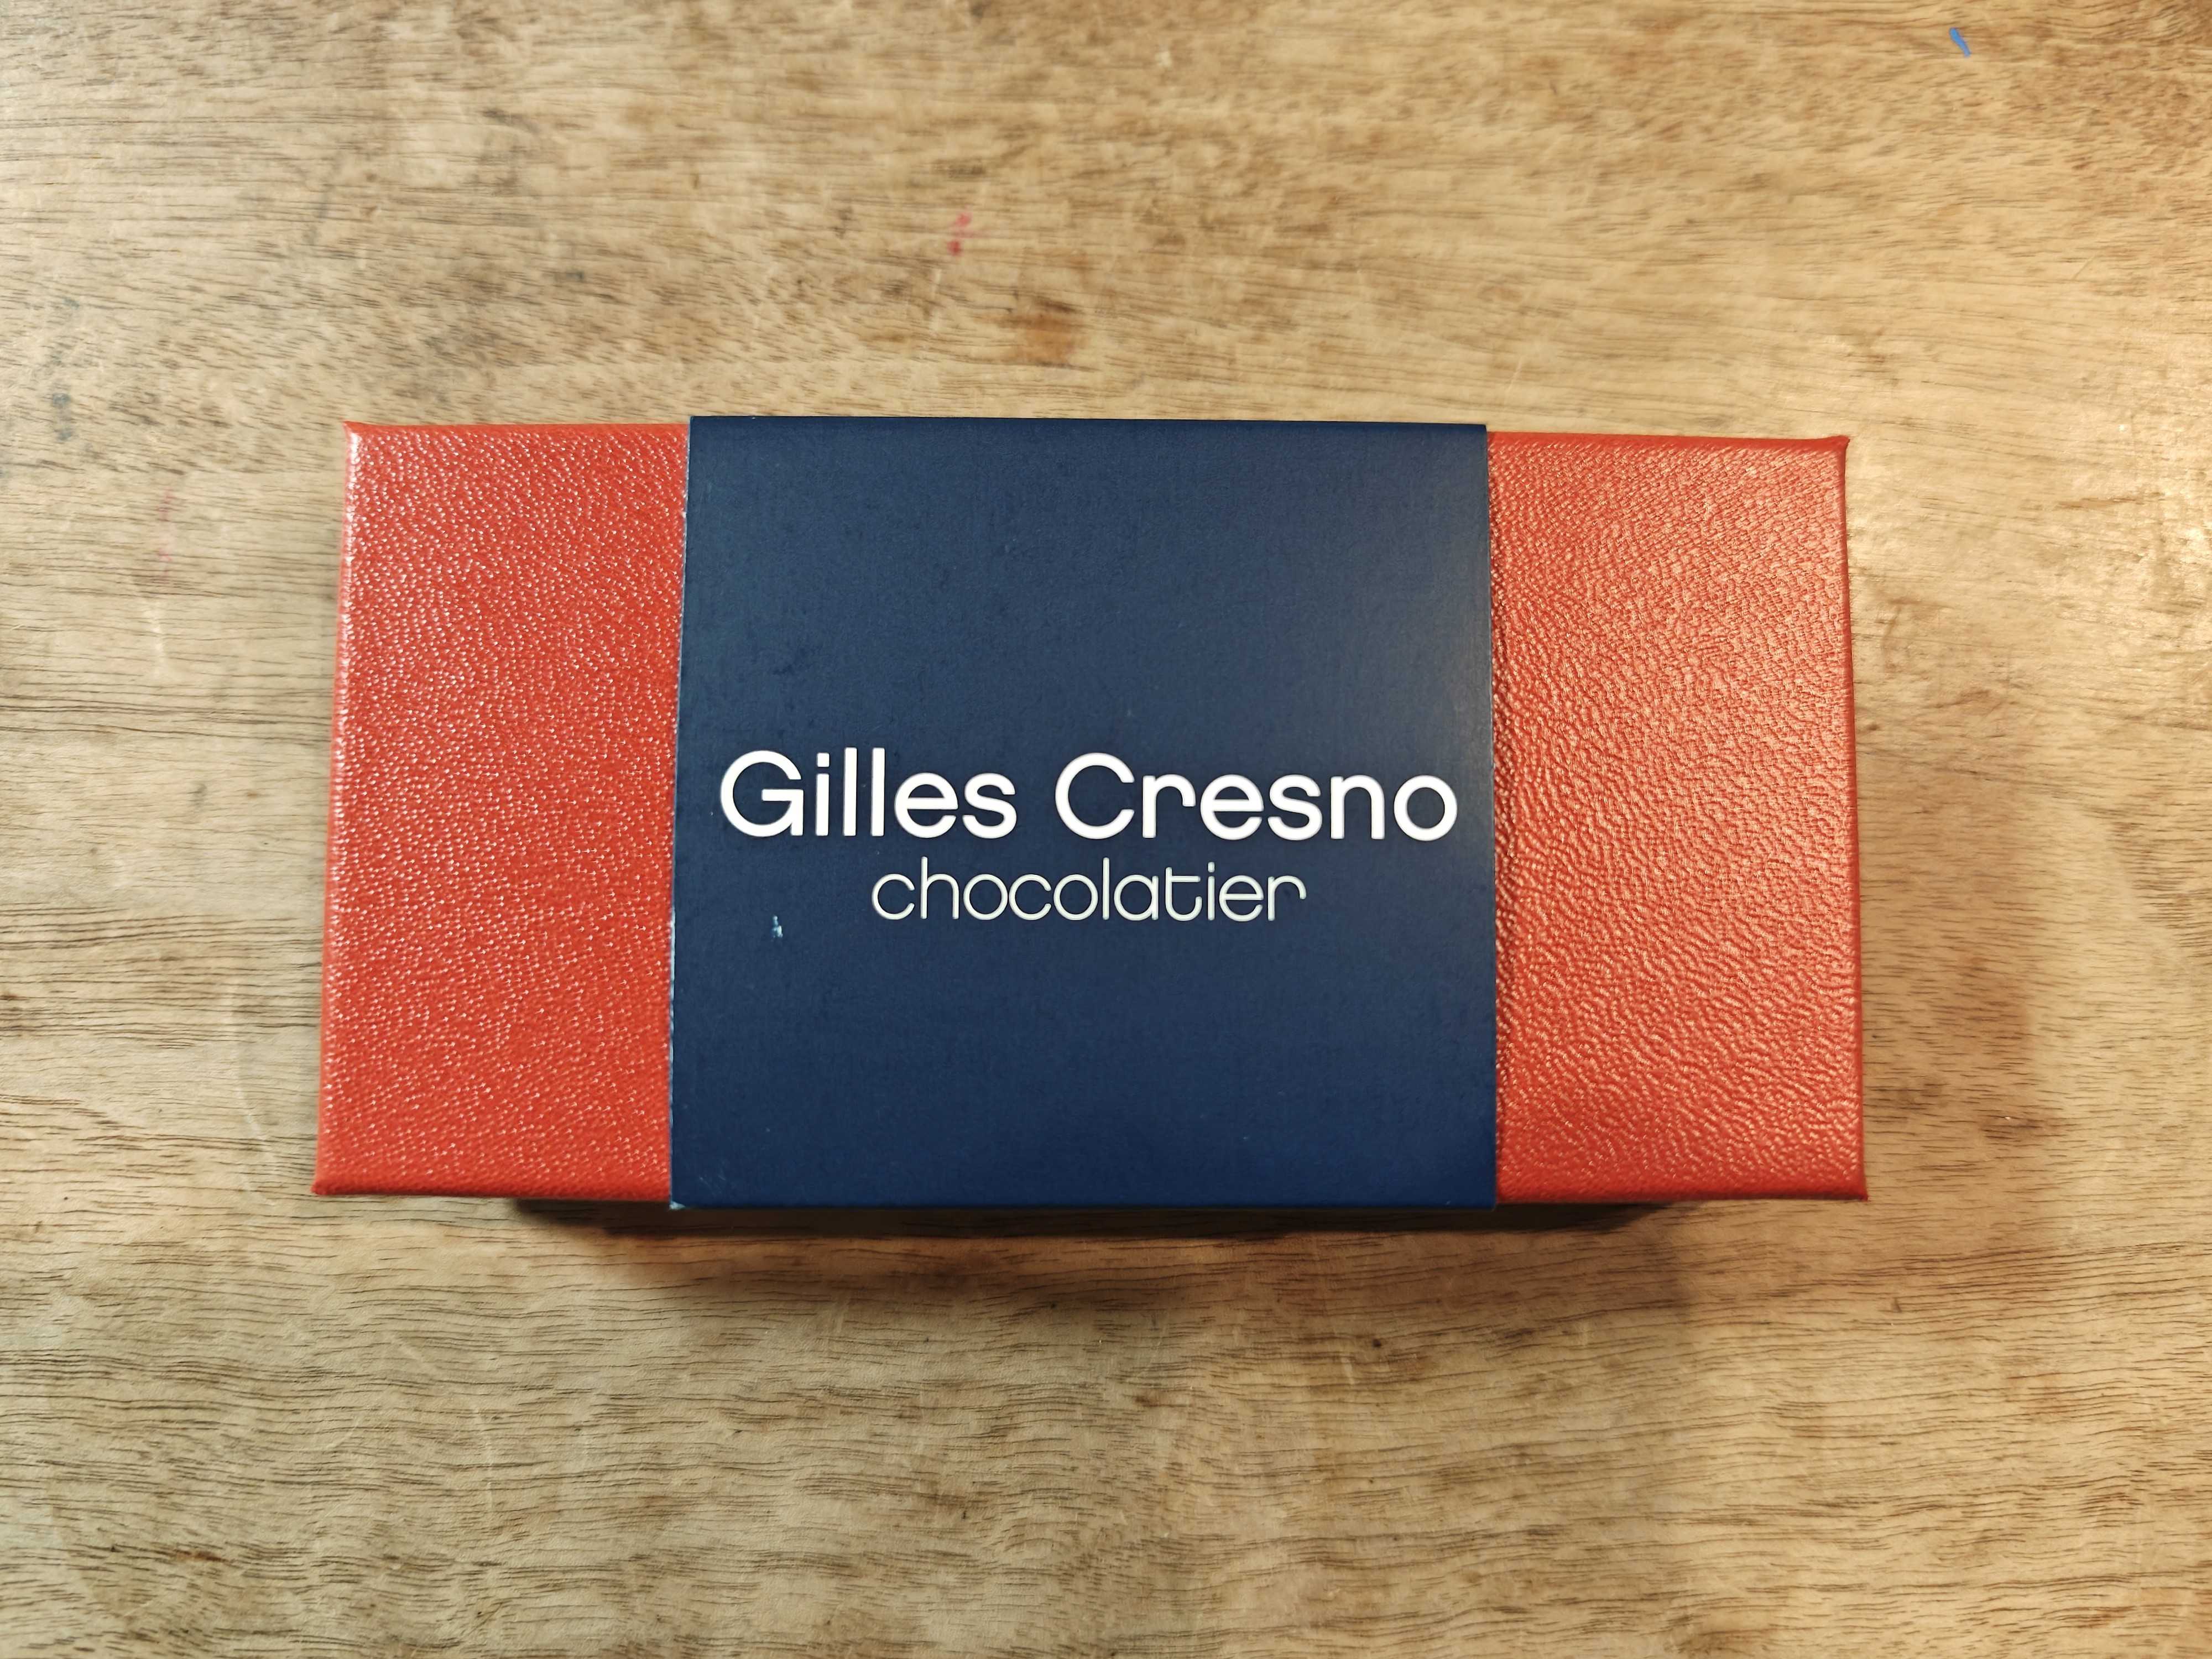 Gilles Cresno
chocolatier